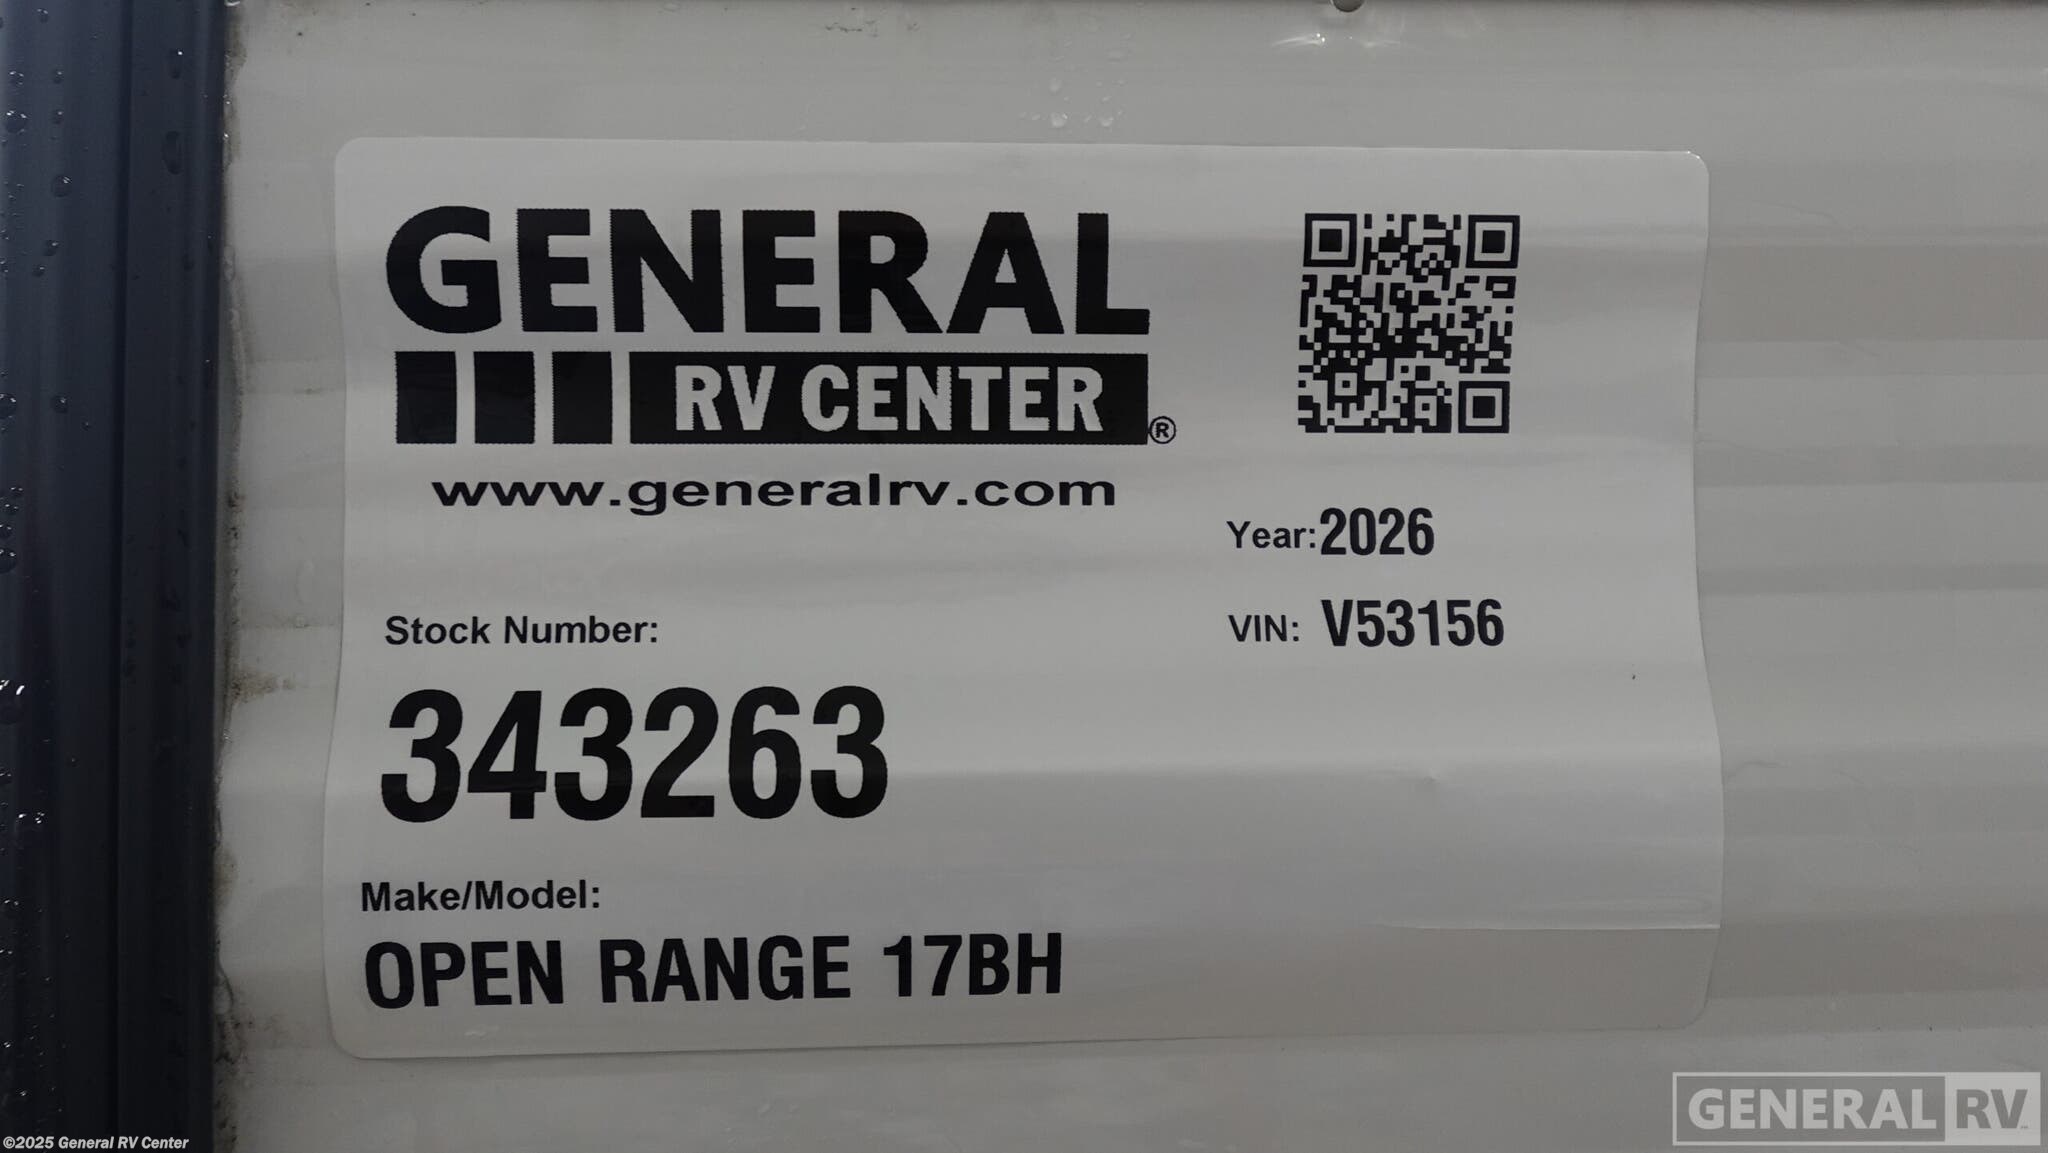 GENERAL
RV CENTER®
www.generalrv.com
Year: 2026
VIN: V53156
Stock Number:
343263
Make/Model:
OPEN RANGE 17BH
©2025 General RV Center
GENERAL RV